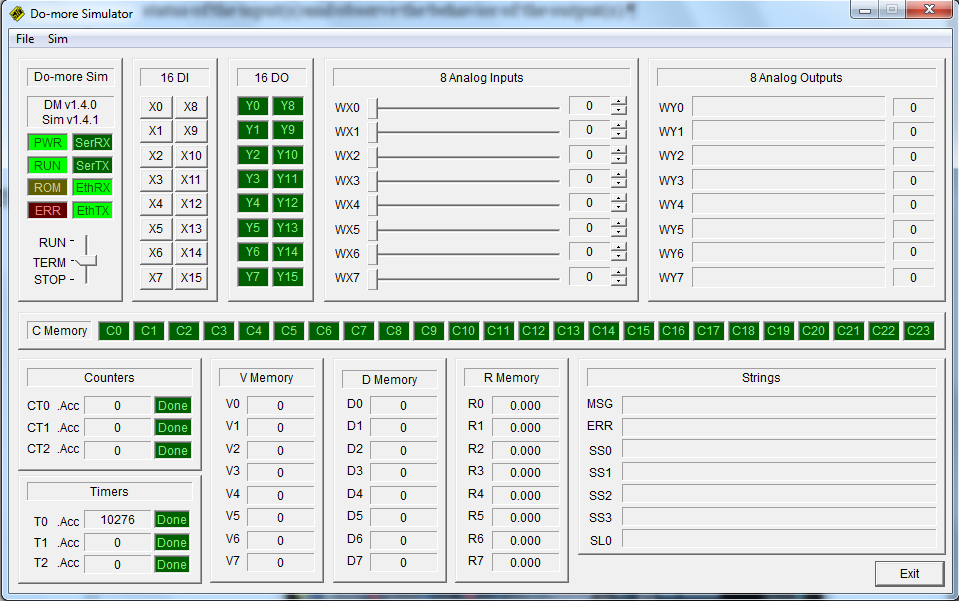 status of the input(s) and observe the behavior of the output(s) ¶
Do-more Simulator
File Sim
Do-more Sim
DM v1.4.0
Sim v1.4.1
PWR SerRX
RUN SerTX
ROM EthRX
ERR EthTX
RUN -
TERM -
STOP -
16 DI
X0 X8
X1 X9
X2 X10
X3 X11
X4 X12
X5 X13
X6 X14
X7 X15
16 DO
Y0 Y8
Y1 Y9
Y2 Y10
Y3 Y11
Y4 Y12
Y5 Y13
Y6 Y14
Y7 Y15
8 Analog Inputs
WX0 0
WX1 0
WX2 0
WX3 0
WX4 0
WX5 0
WX6 0
WX7 0
8 Analog Outputs
WY0 0
WY1 0
WY2 0
WY3 0
WY4 0
WY5 0
WY6 0
WY7 0
C Memory C0 C1 C2 C3 C4 C5 C6 C7 C8 C9 C10 C11 C12 C13 C14 C15 C16 C17 C18 C19 C20 C21 C22 C23
Counters
CT0 .Acc 0 Done
CT1 .Acc 0 Done
CT2 .Acc 0 Done
Timers
T0 .Acc 10276 Done
T1 .Acc 0 Done
T2 .Acc 0 Done
V Memory
V0 0
V1 0
V2 0
V3 0
V4 0
V5 0
V6 0
V7 0
D Memory
D0 0
D1 0
D2 0
D3 0
D4 0
D5 0
D6 0
D7 0
R Memory
R0 0.000
R1 0.000
R2 0.000
R3 0.000
R4 0.000
R5 0.000
R6 0.000
R7 0.000
Strings
MSG
ERR
SS0
SS1
SS2
SS3
SL0
Exit